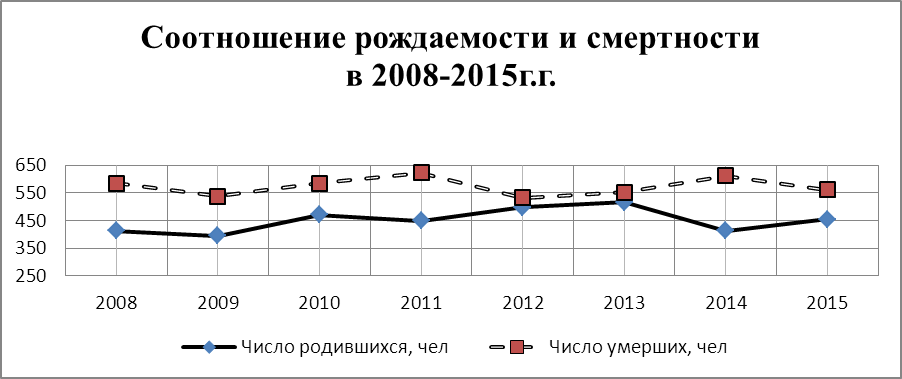 Соотношение рождаемости и смертности
в 2008-2015г.г.
650
550
450
350
250
2008 2009 2010 2011 2012 2013 2014 2015
Число родившихся, чел Число умерших, чел